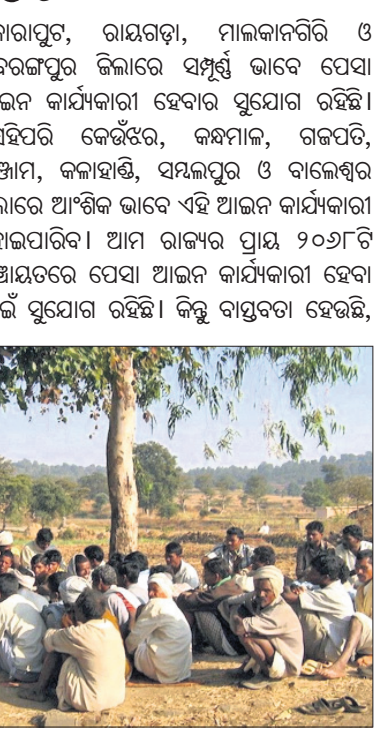 ାରାପୁଟ, ରାୟଗଡ଼ା, ମାଲକାନଗିରି ଓ
ବରଙ୍ଗପୁର ଜିଲାରେ ସମ୍ପୂର୍ଣ୍ଣ ଭାବେ ପେସା
ଇନ କାର୍ଯ୍ୟକାରୀ ହେବାର ସୁଯୋଗ ରହିଛି।
ସହିପରି କେଉଁଝର, କନ୍ଧମାଳ, ଗଜପତି,
ଞ୍ଜାମ, କଳାହାଣ୍ଡି, ସମ୍ବଲପୁର ଓ ବାଲେଶ୍ୱର
ଲାରେ ଆଂଶିକ ଭାବେ ଏହି ଆଇନ କାର୍ଯ୍ୟକାରୀ
ହାଇପାରିବ। ଆମ ରାଜ୍ୟର ପ୍ରାୟ ୨୦୬୮ଟି
ଞ୍ଚାୟତରେ ପେସା ଆଇନ କାର୍ଯ୍ୟକାରୀ ହେବା
ଇଁ ସୁଯୋଗ ରହିଛି। କିନ୍ତୁ ବାସ୍ତବତା ହେଉଛି,